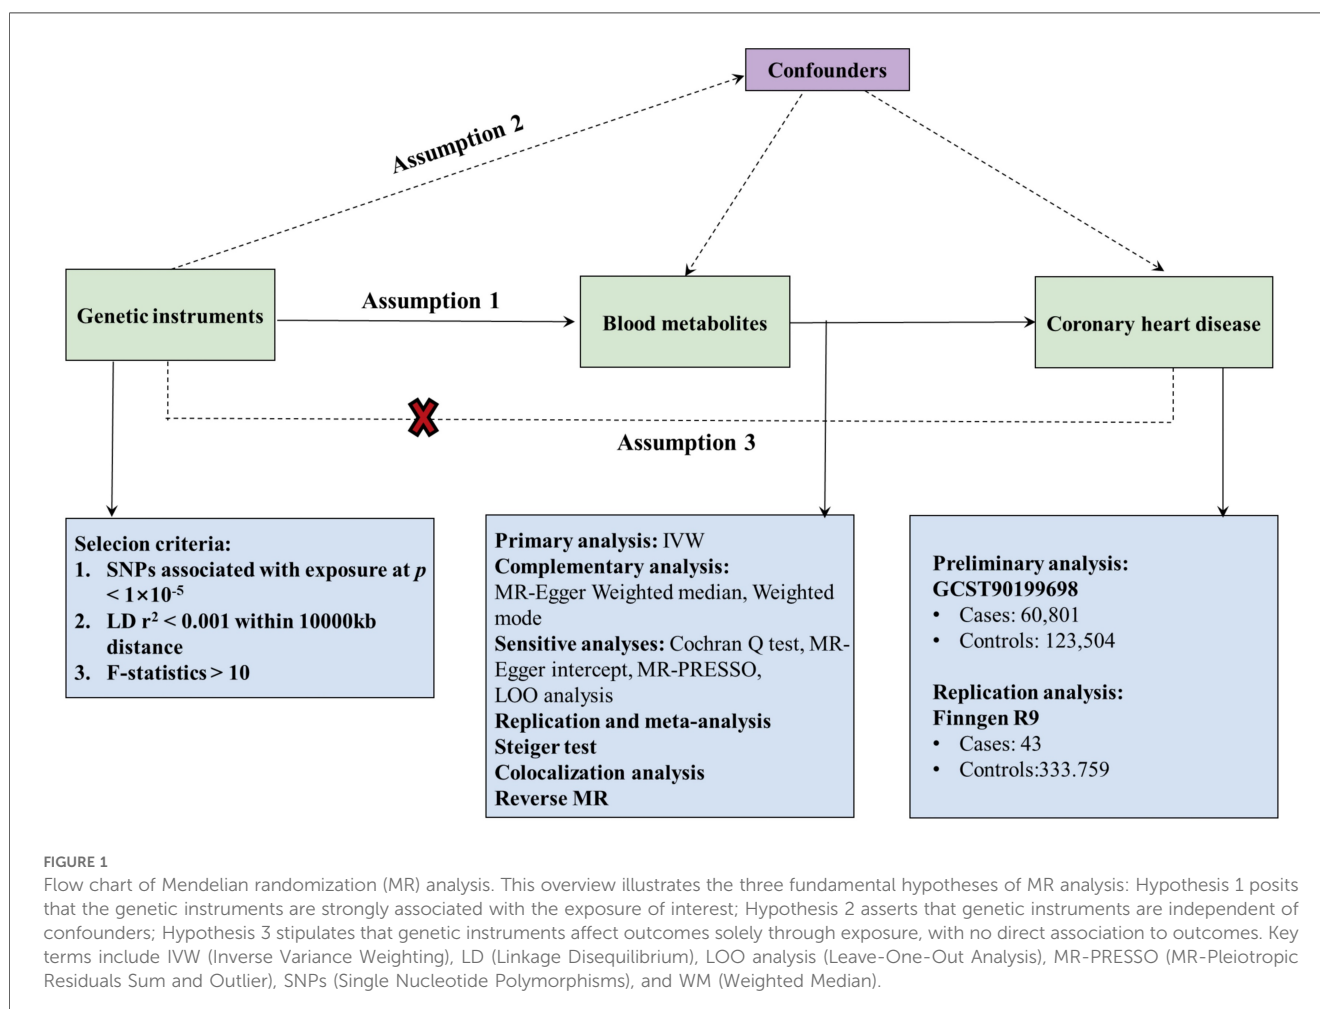 Confounders
Assumption 2
Genetic instruments
Assumption 1
Blood metabolites
Coronary heart disease
Assumption 3
Selecion criteria:
1. SNPs associated with exposure at p
< 1×10⁻⁵
2. LD r² < 0.001 within 10000kb
distance
3. F-statistics > 10
Primary analysis: IVW
Complementary analysis:
MR-Egger Weighted median, Weighted
mode
Sensitive analyses: Cochran Q test, MR-
Egger intercept, MR-PRESSO,
LOO analysis
Replication and meta-analysis
Steiger test
Colocalization analysis
Reverse MR
Preliminary analysis:
GCST90199698
• Cases: 60,801
• Controls: 123,504
Replication analysis:
Finngen R9
• Cases: 43
• Controls:333.759
FIGURE 1
Flow chart of Mendelian randomization (MR) analysis. This overview illustrates the three fundamental hypotheses of MR analysis: Hypothesis 1 posits
that the genetic instruments are strongly associated with the exposure of interest; Hypothesis 2 asserts that genetic instruments are independent of
confounders; Hypothesis 3 stipulates that genetic instruments affect outcomes solely through exposure, with no direct association to outcomes. Key
terms include IVW (Inverse Variance Weighting), LD (Linkage Disequilibrium), LOO analysis (Leave-One-Out Analysis), MR-PRESSO (MR-Pleiotropic
Residuals Sum and Outlier), SNPs (Single Nucleotide Polymorphisms), and WM (Weighted Median).